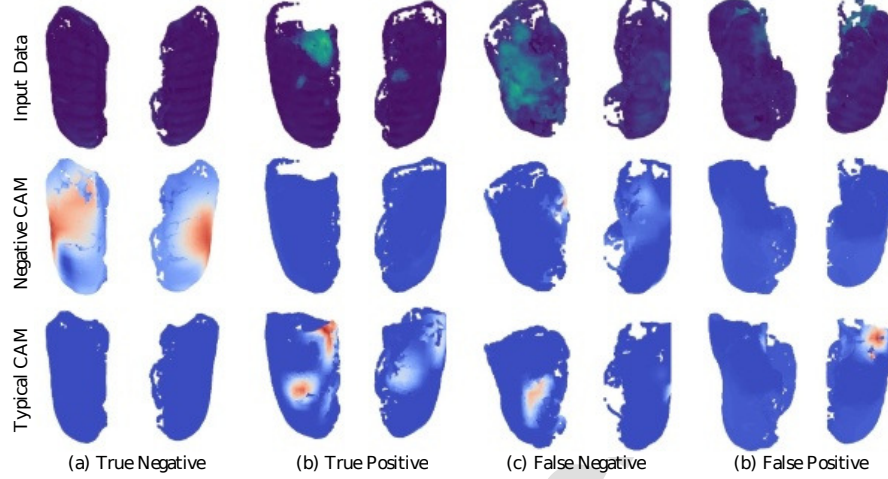 Input Data
Negative CAM
Typical CAM
(a) True Negative
(b) True Positive
(c) False Negative
(b) False Positive